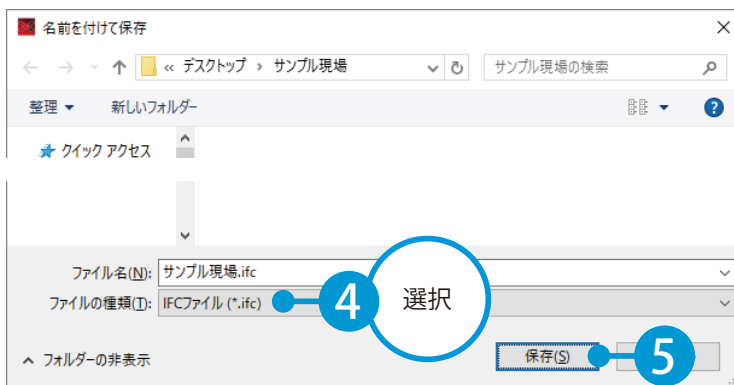 名前を付けて保存
« デスクトップ › サンプル現場 サンプル現場の検索
整理 新しいフォルダー
クイック アクセス
ファイル名(N): サンプル現場.ifc
ファイルの種類(T): IFCファイル (*.ifc) 4 選択
フォルダーの非表示 保存(S) 5